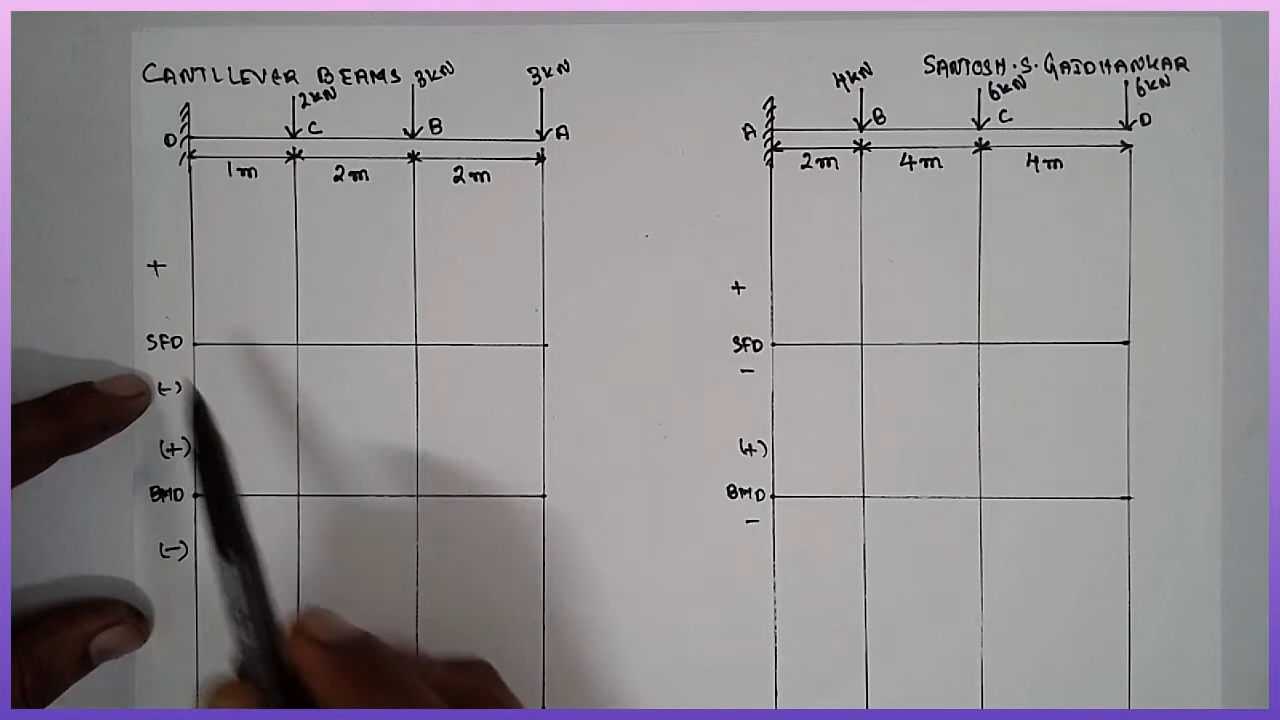 CANTILEVER BEAMS
2KN
3KN
3KN
D
C
B
A
1m
2m
2m
+
SFD
(-)
(+)
BMD
(-)
SANTOSH.S.GAJDHANKAR
4KN
6KN
6KN
A
B
C
D
2m
4m
4m
+
SFD
-
(+)
BMD
-